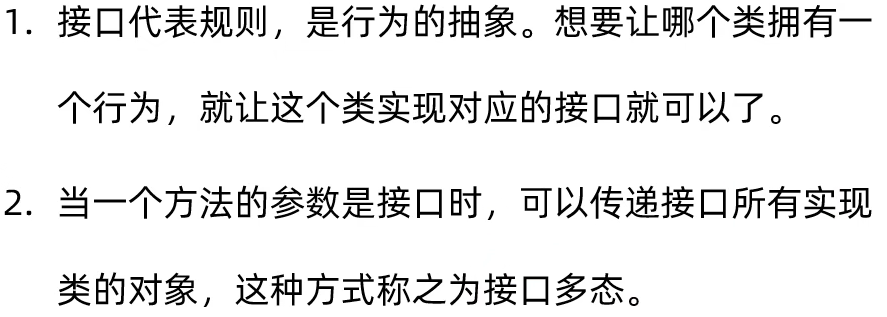 1. 接口代表规则，是行为的抽象。想要让哪个类拥有一
个行为，就让这个类实现对应的接口就可以了。
2. 当一个方法的参数是接口时，可以传递接口所有实现
类的对象，这种方式称之为接口多态。